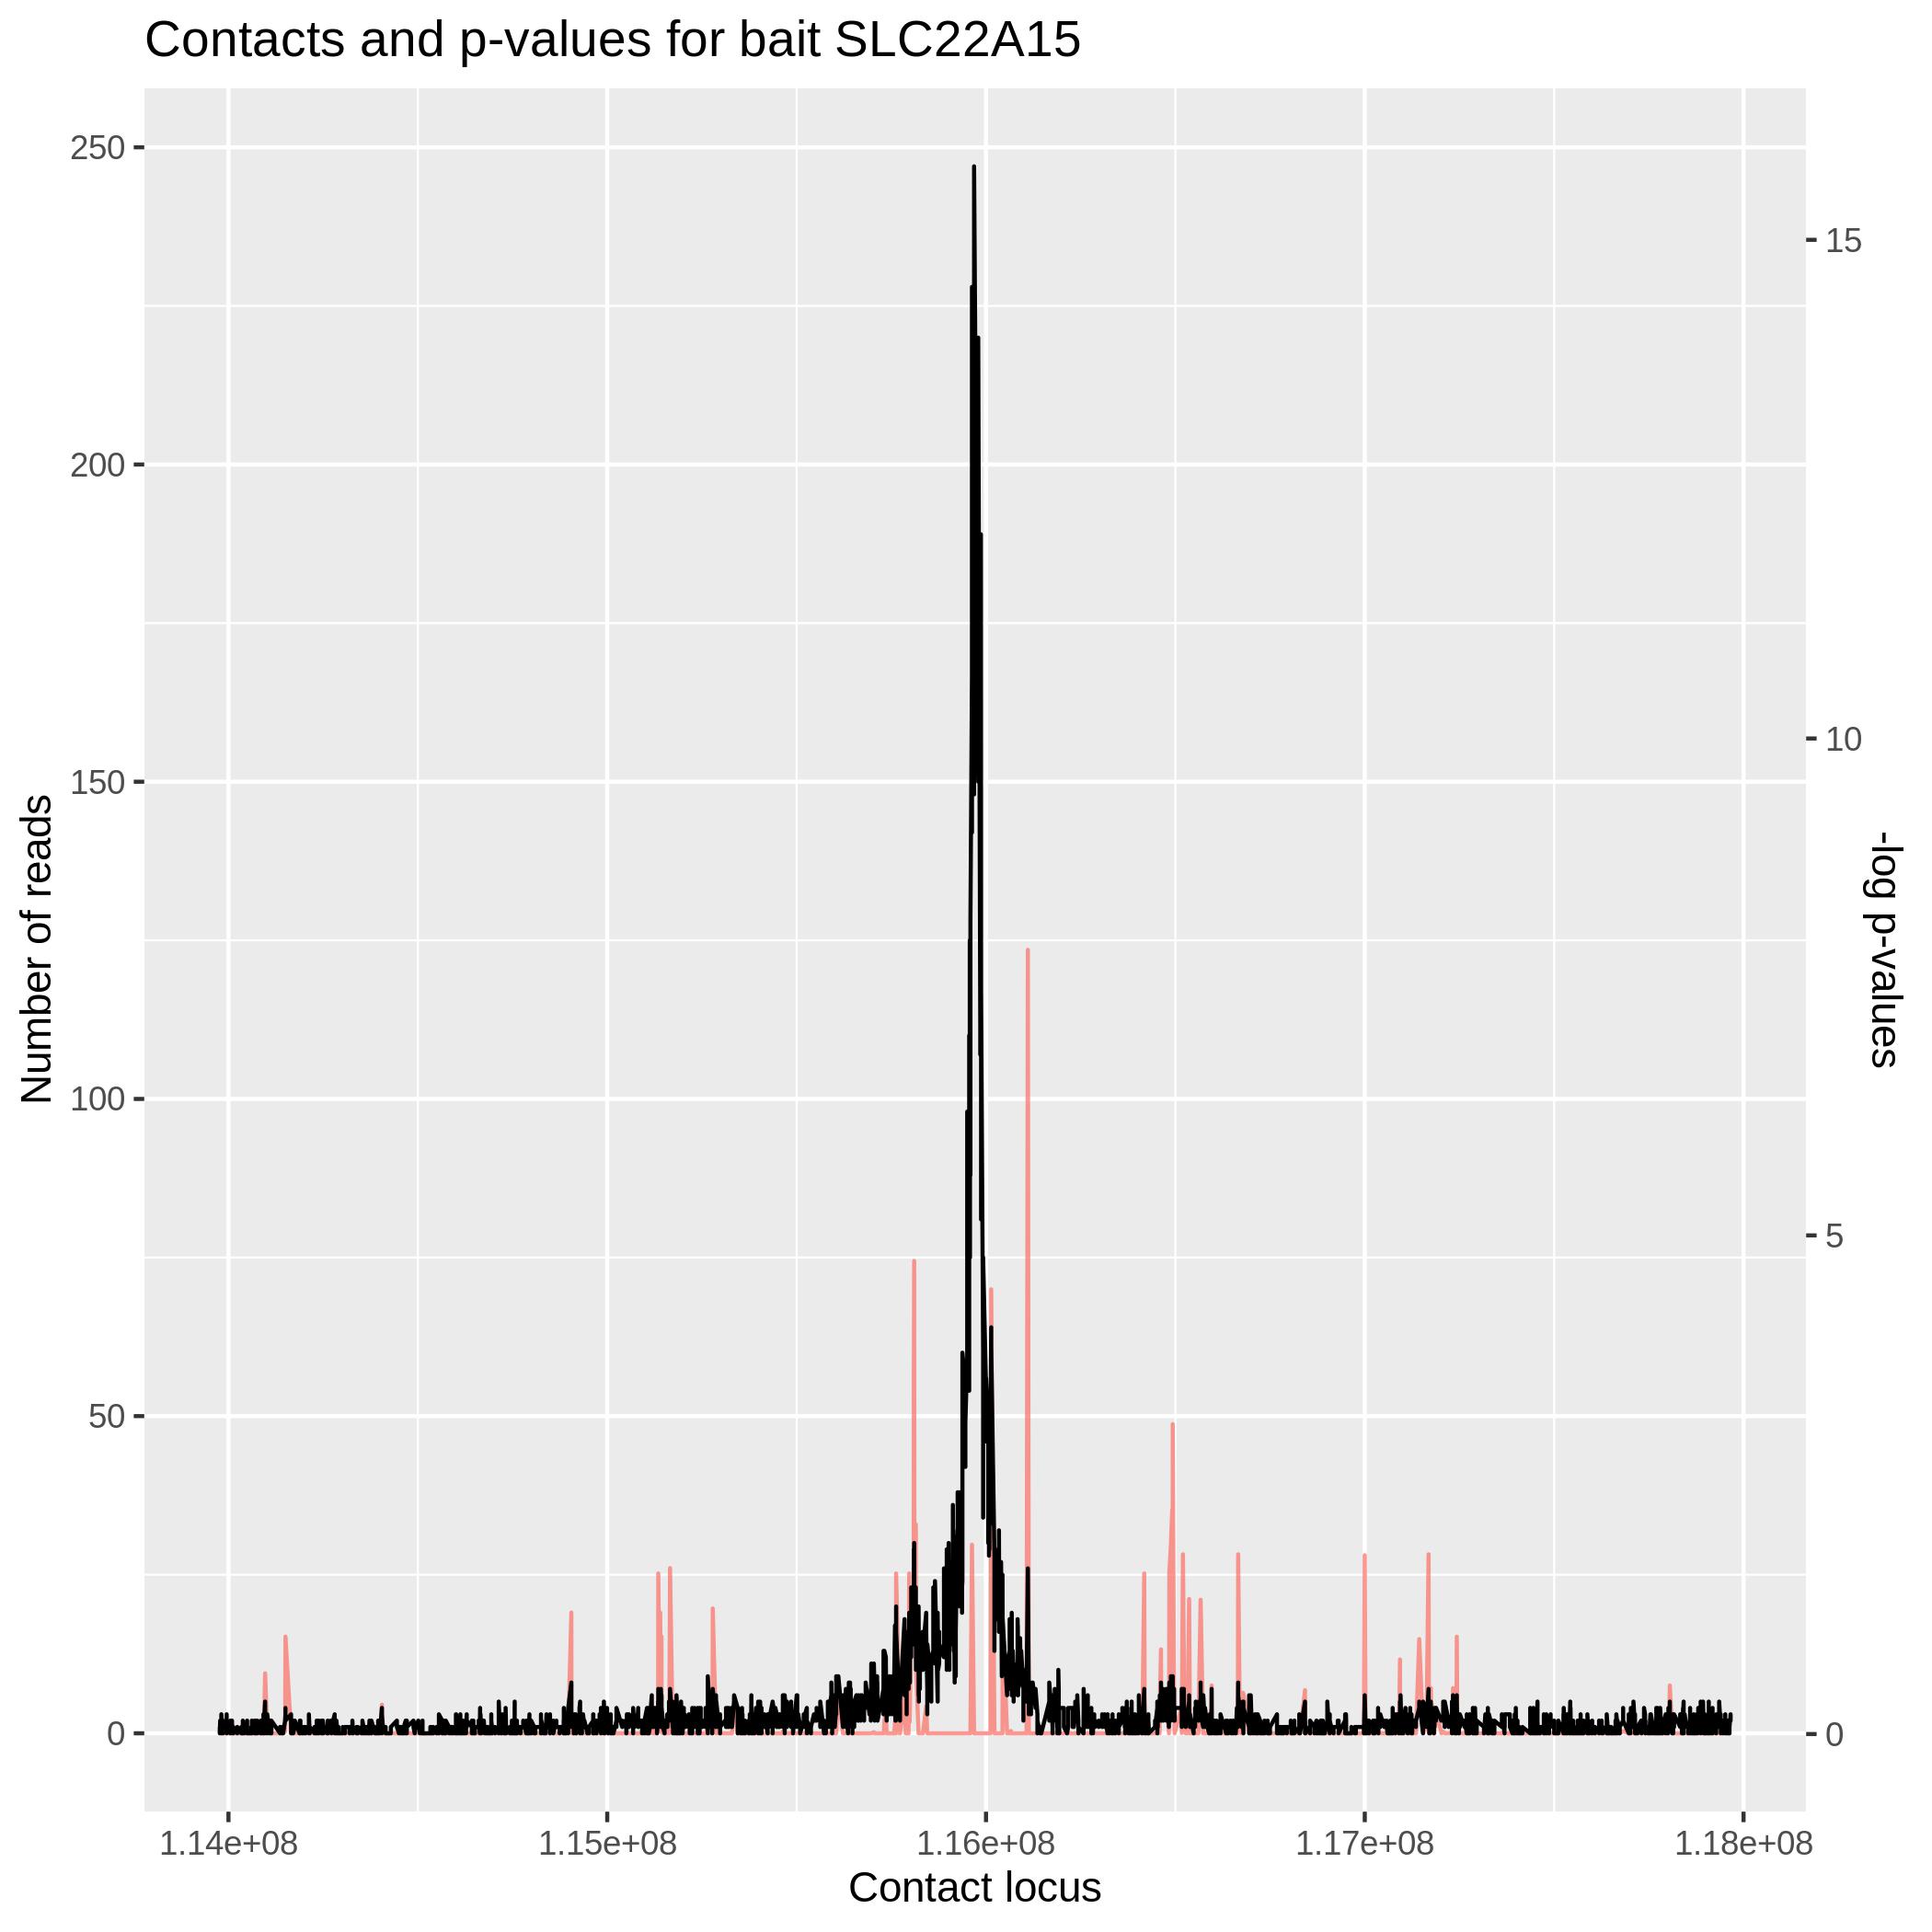 Contacts and p-values for bait SLC22A15
250
200
150
100
50
0
Number of reads
15
10
5
0
-log p-values
1.14e+08
1.15e+08
1.16e+08
1.17e+08
1.18e+08
Contact locus